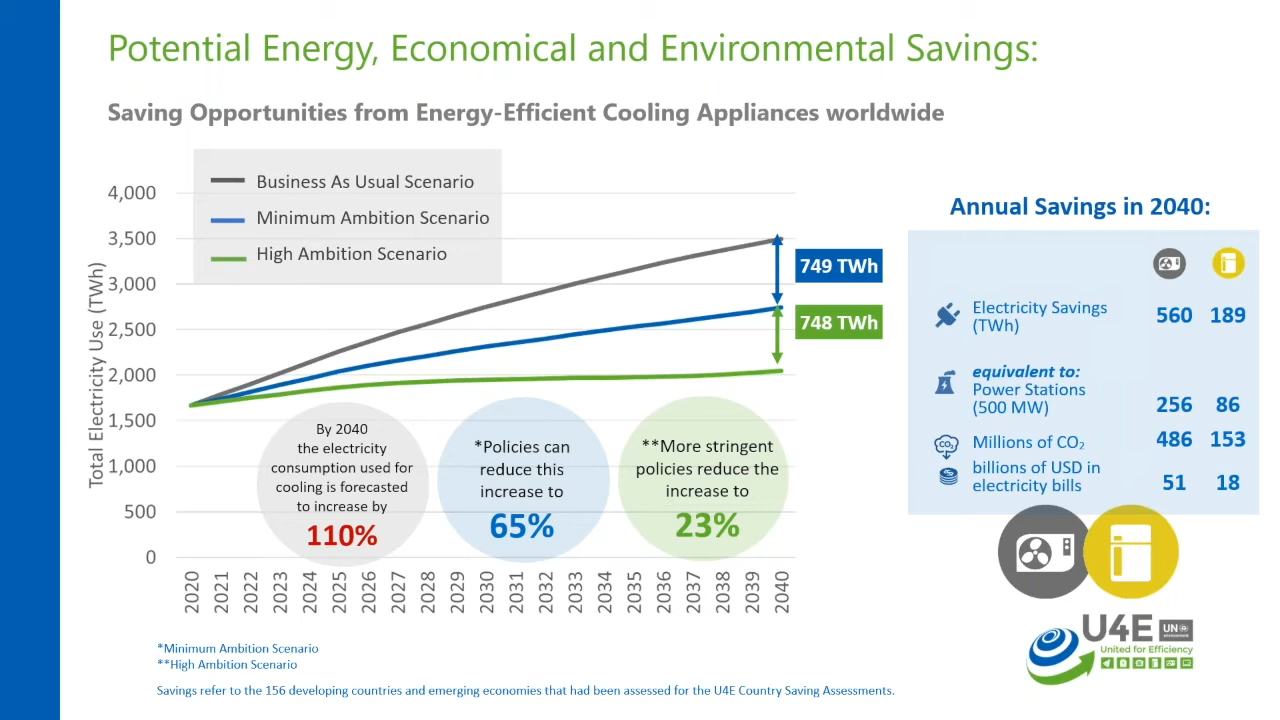 Potential Energy, Economical and Environmental Savings:
Saving Opportunities from Energy-Efficient Cooling Appliances worldwide
Business As Usual Scenario
Minimum Ambition Scenario
High Ambition Scenario
Total Electricity Use (TWh)
4,000
3,500
3,000
2,500
2,000
1,500
1,000
500
0
749 TWh
748 TWh
By 2040
the electricity
consumption used for
cooling is forecasted
to increase by
110%
*Policies can
reduce this
increase to
65%
**More stringent
policies reduce the
increase to
23%
2020 2021 2022 2023 2024 2025 2026 2027 2028 2029 2030 2031 2032 2033 2034 2035 2036 2037 2038 2039 2040
*Minimum Ambition Scenario
**High Ambition Scenario
Savings refer to the 156 developing countries and emerging economies that had been assessed for the U4E Country Saving Assessments.
Annual Savings in 2040:
Electricity Savings
(TWh) 560 189
equivalent to:
Power Stations
(500 MW) 256 86
CO2
Millions of CO2 486 153
billions of USD in
electricity bills 51 18
U4E UN
United for Efficiency